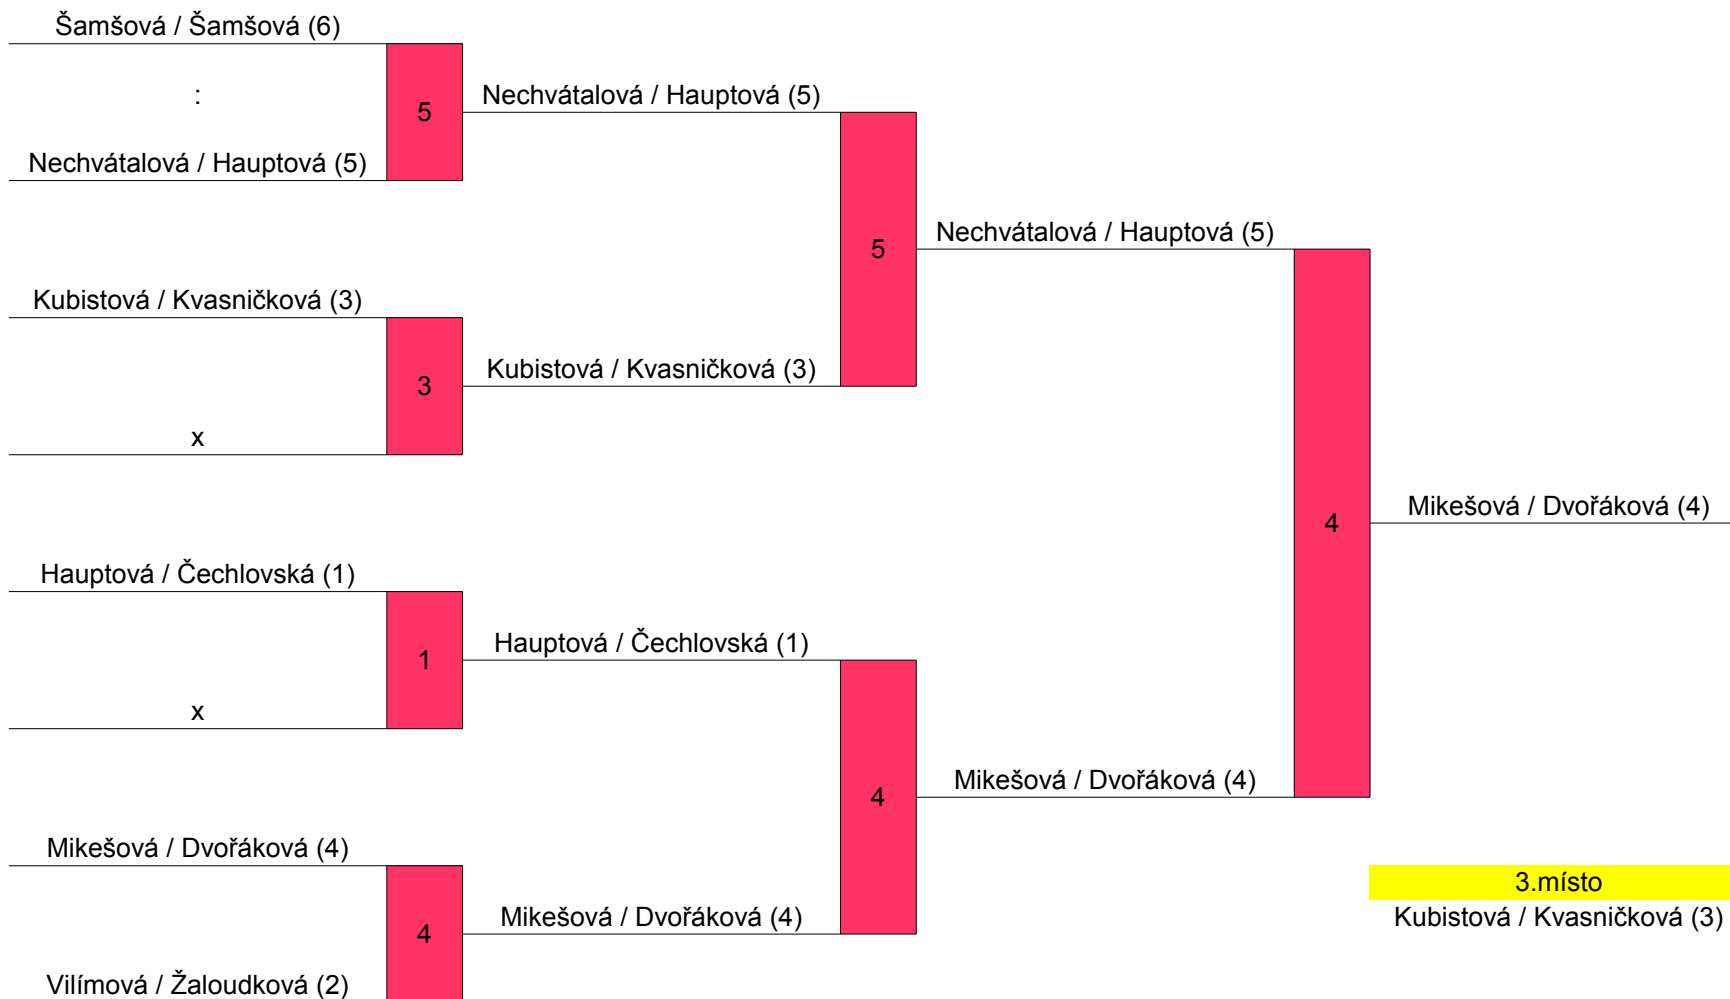 Šamšová / Šamšová (6)
:
5
Nechvátalová / Hauptová (5)
Nechvátalová / Hauptová (5)
5
Nechvátalová / Hauptová (5)
Kubistová / Kvasničková (3)
3
Kubistová / Kvasničková (3)
x
4
Mikešová / Dvořáková (4)
Hauptová / Čechlovská (1)
1
Hauptová / Čechlovská (1)
x
4
Mikešová / Dvořáková (4)
Mikešová / Dvořáková (4)
4
Mikešová / Dvořáková (4)
Vilímová / Žaloudková (2)
3.místo
Kubistová / Kvasničková (3)